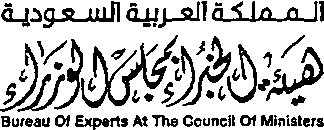 المملكة العربية السعودية
هيئة الخبراء بمجلس الوزراء
Bureau Of Experts At The Council Of Ministers